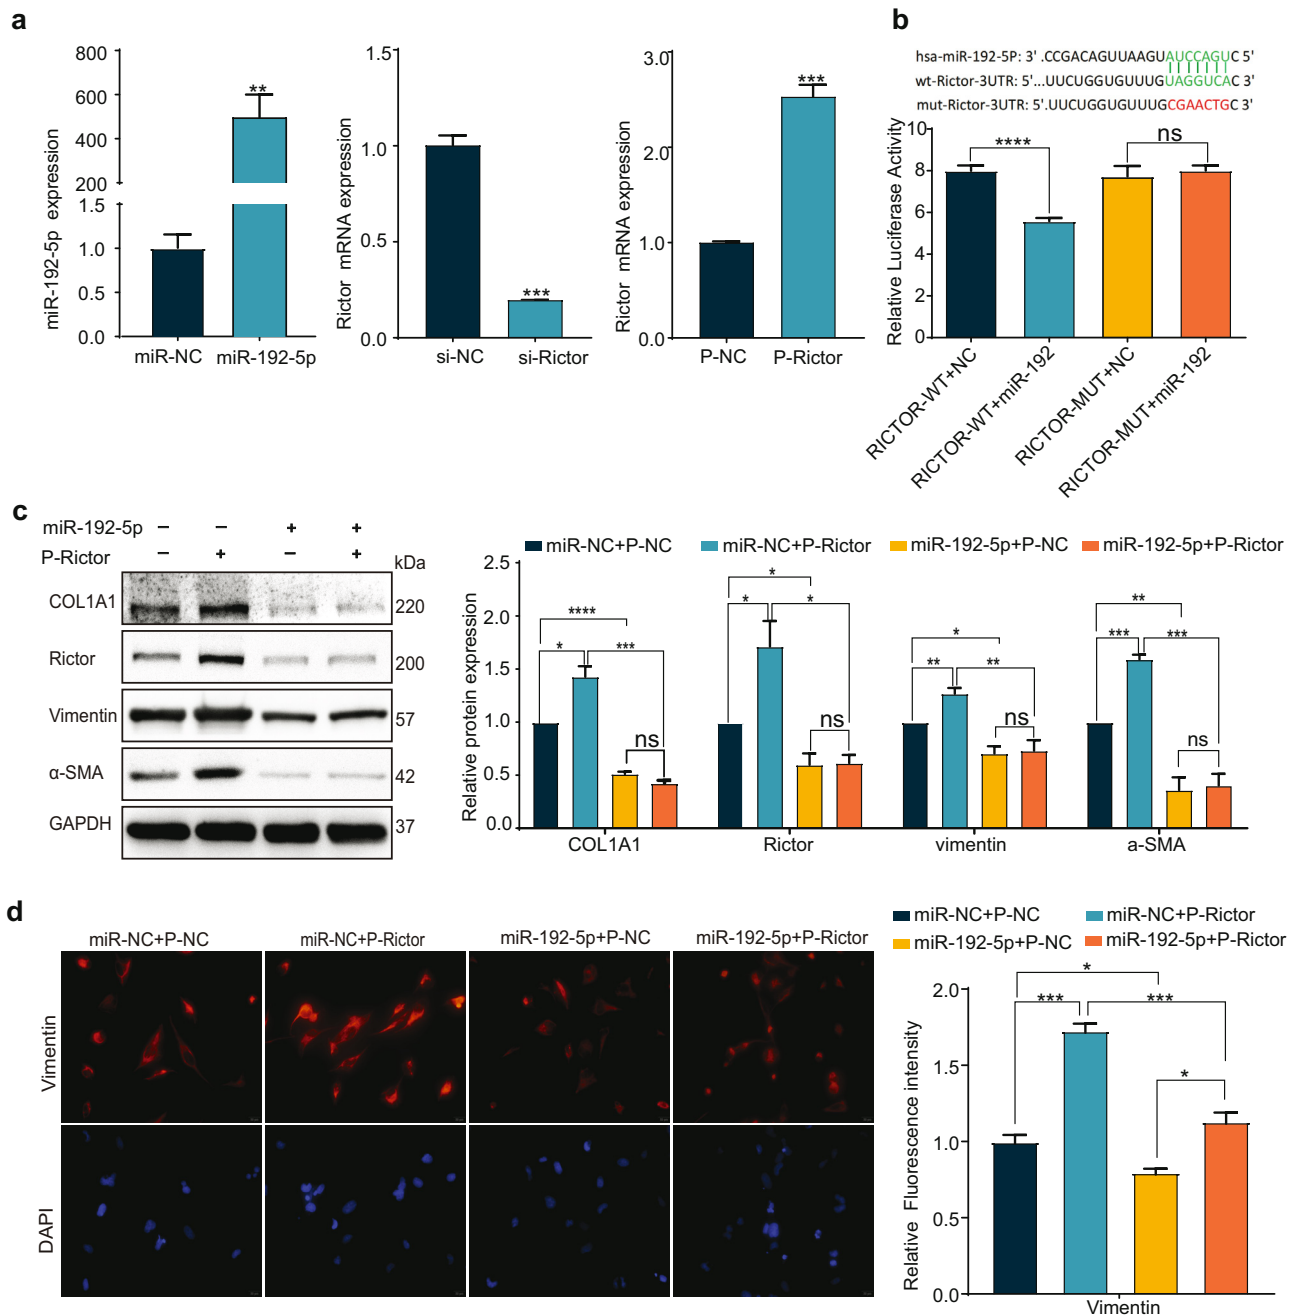 a
miR-192-5p expression
800
600
400
200
1.5
1.0
0.5
0.0
**
miR-NC miR-192-5p
Rictor mRNA expression
1.5
1.0
0.5
0.0
***
si-NC si-Rictor
Rictor mRNA expression
3.0
2.0
1.0
0.0
***
P-NC P-Rictor
b
hsa-miR-192-5P: 3' .CCGACAGUUAAGUAUCCAGUC 5'
wt-Rictor-3UTR: 5'...UUCUGGUGUUUGUAGGUCAC 3'
mut-Rictor-3UTR: 5'.UUCUGGUGUUUGCGAACTGC 3'
Relative Luciferase Activity
10
8
6
4
2
0
**** ns
RICTOR-WT+NC
RICTOR-WT+miR-192
RICTOR-MUT+NC
RICTOR-MUT+miR-192
c
miR-192-5p − − + +
P-Rictor − + − +
kDa
COL1A1 220
Rictor 200
Vimentin 57
α-SMA 42
GAPDH 37
miR-NC+P-NC miR-NC+P-Rictor miR-192-5p+P-NC miR-192-5p+P-Rictor
Relative protein expression
2.5
2.0
1.5
1.0
0.5
0.0
**** * *** ns
* * * ns
* ** ** ns
** *** *** ns
COL1A1 Rictor vimentin a-SMA
d
miR-NC+P-NC miR-NC+P-Rictor miR-192-5p+P-NC miR-192-5p+P-Rictor
Vimentin
DAPI
miR-NC+P-NC miR-NC+P-Rictor
miR-192-5p+P-NC miR-192-5p+P-Rictor
Relative Fluorescence intensity
2.0
1.5
1.0
0.5
0.0
*
*** ***
*
Vimentin